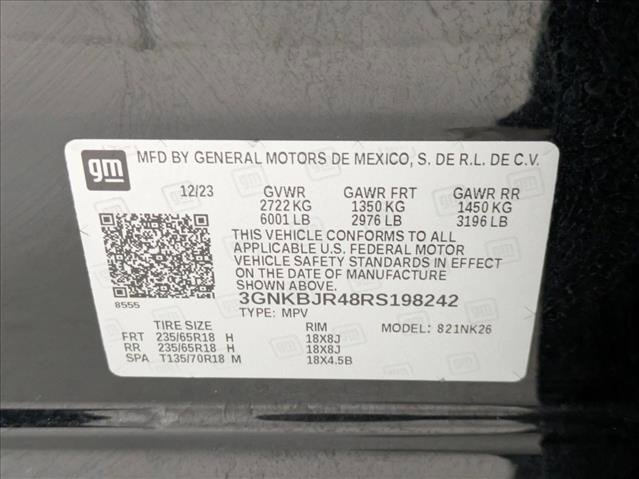 gm MFD BY GENERAL MOTORS DE MEXICO, S. DE R.L. DE C.V.
12/23 GVWR GAWR FRT GAWR RR
2722 KG 1350 KG 1450 KG
6001 LB 2976 LB 3196 LB
THIS VEHICLE CONFORMS TO ALL
APPLICABLE U.S. FEDERAL MOTOR
VEHICLE SAFETY STANDARDS IN EFFECT
ON THE DATE OF MANUFACTURE
SHOWN ABOVE.
3GNKBJR48RS198242
8555 TYPE: MPV MODEL: 821NK26
TIRE SIZE RIM
FRT 235/65R18 H 18X8J
RR 235/65R18 H 18X8J
SPA T135/70R18 M 18X4.5B